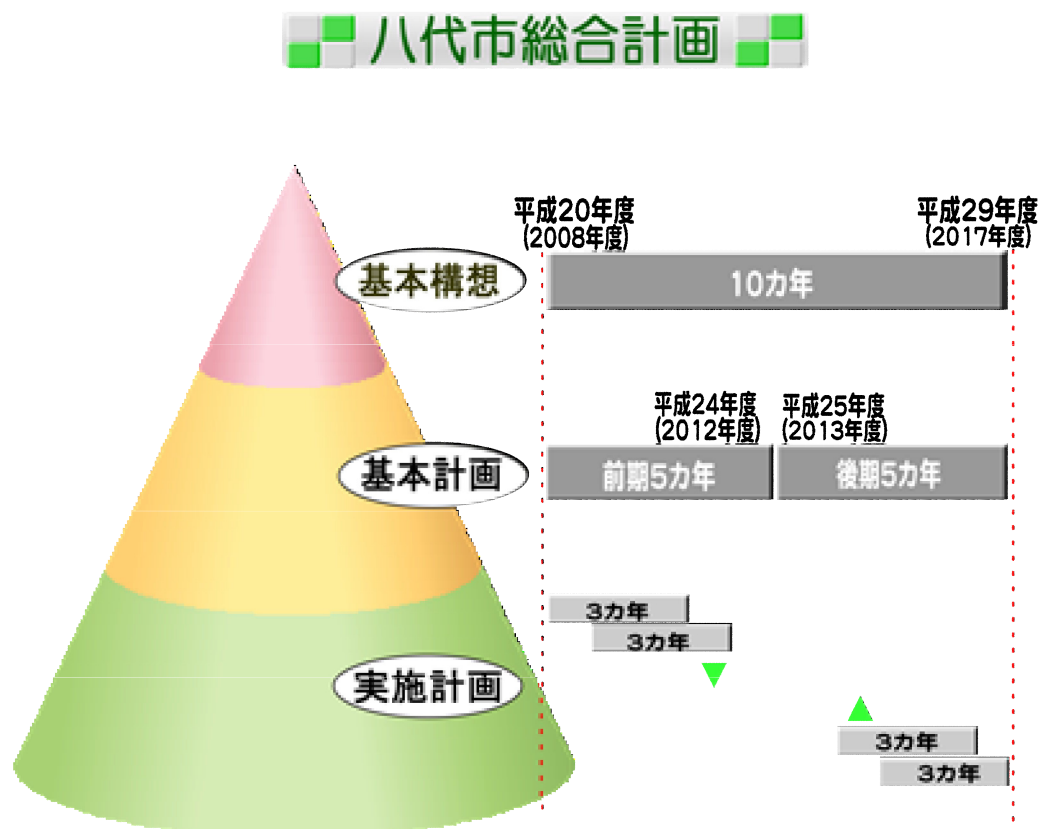 八代市総合計画
平成20年度
(2008年度)
平成29年度
(2017年度)
基本構想
10カ年
平成24年度
(2012年度)
平成25年度
(2013年度)
基本計画
前期5カ年
後期5カ年
3カ年
3カ年
実施計画
3カ年
3カ年